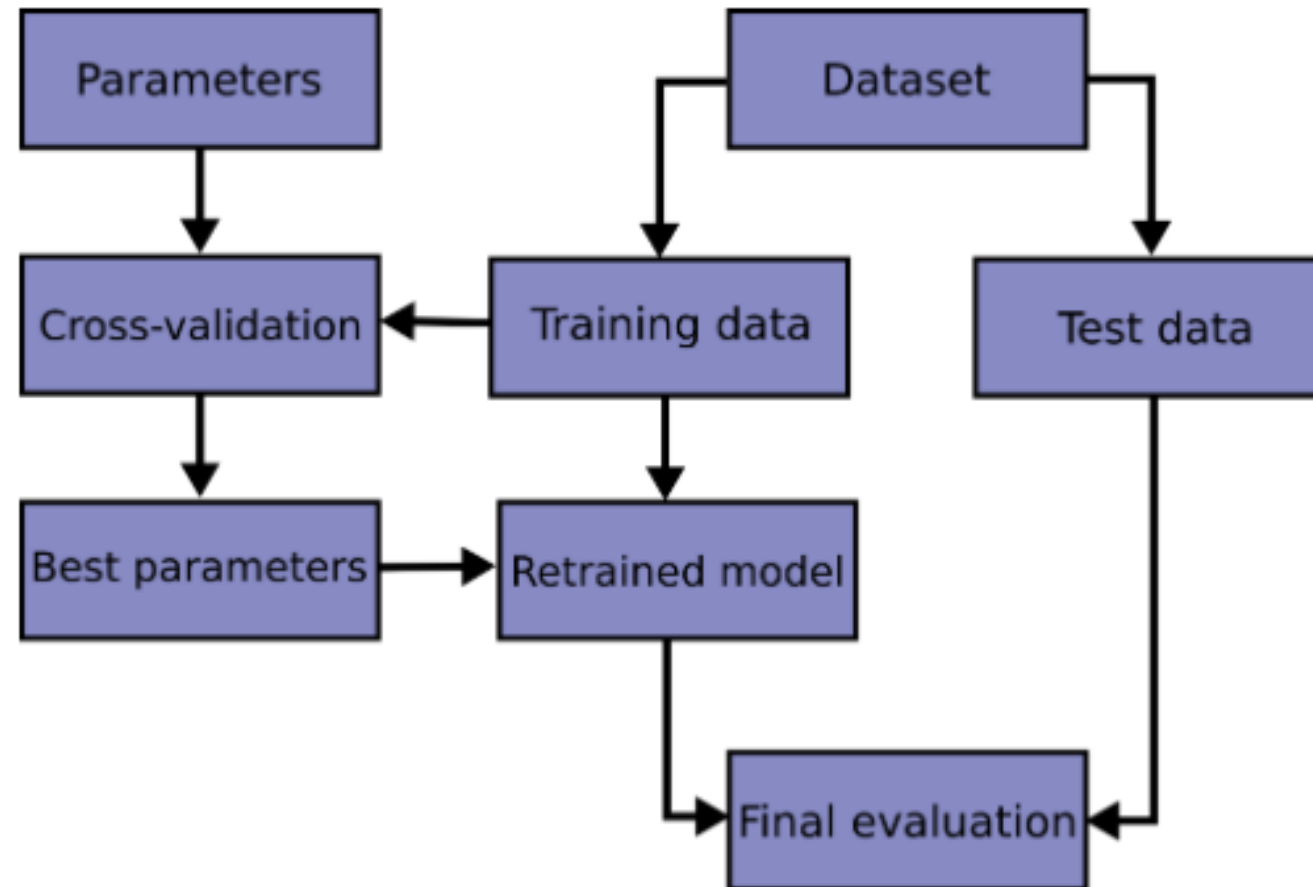 Parameters
Dataset
Cross-validation
Training data
Test data
Best parameters
Retrained model
Final evaluation